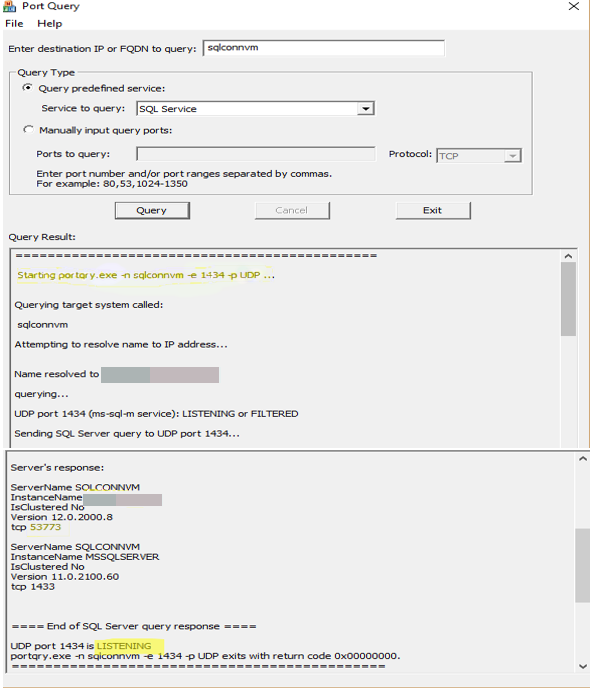 Port Query
File Help
Enter destination IP or FQDN to query: sqlconnvm
Query Type
Query predefined service:
Service to query: SQL Service
Manually input query ports:
Ports to query: Protocol: TCP
Enter port number and/or port ranges separated by commas.
For example: 80,53,1024-1350
Query Cancel Exit
Query Result:
=============================================
Starting portqry.exe -n sqlconnvm -e 1434 -p UDP ...
Querying target system called:
sqlconnvm
Attempting to resolve name to IP address...
Name resolved to
querying...
UDP port 1434 (ms-sql-m service): LISTENING or FILTERED
Sending SQL Server query to UDP port 1434...
Server's response:
ServerName SQLCONNVM
InstanceName
IsClustered No
Version 12.0.2000.8
tcp 53773
ServerName SQLCONNVM
InstanceName MSSQLSERVER
IsClustered No
Version 11.0.2100.60
tcp 1433
==== End of SQL Server query response ====
UDP port 1434 is LISTENING
portqry.exe -n sqlconnvm -e 1434 -p UDP exits with return code 0x00000000.
=============================================